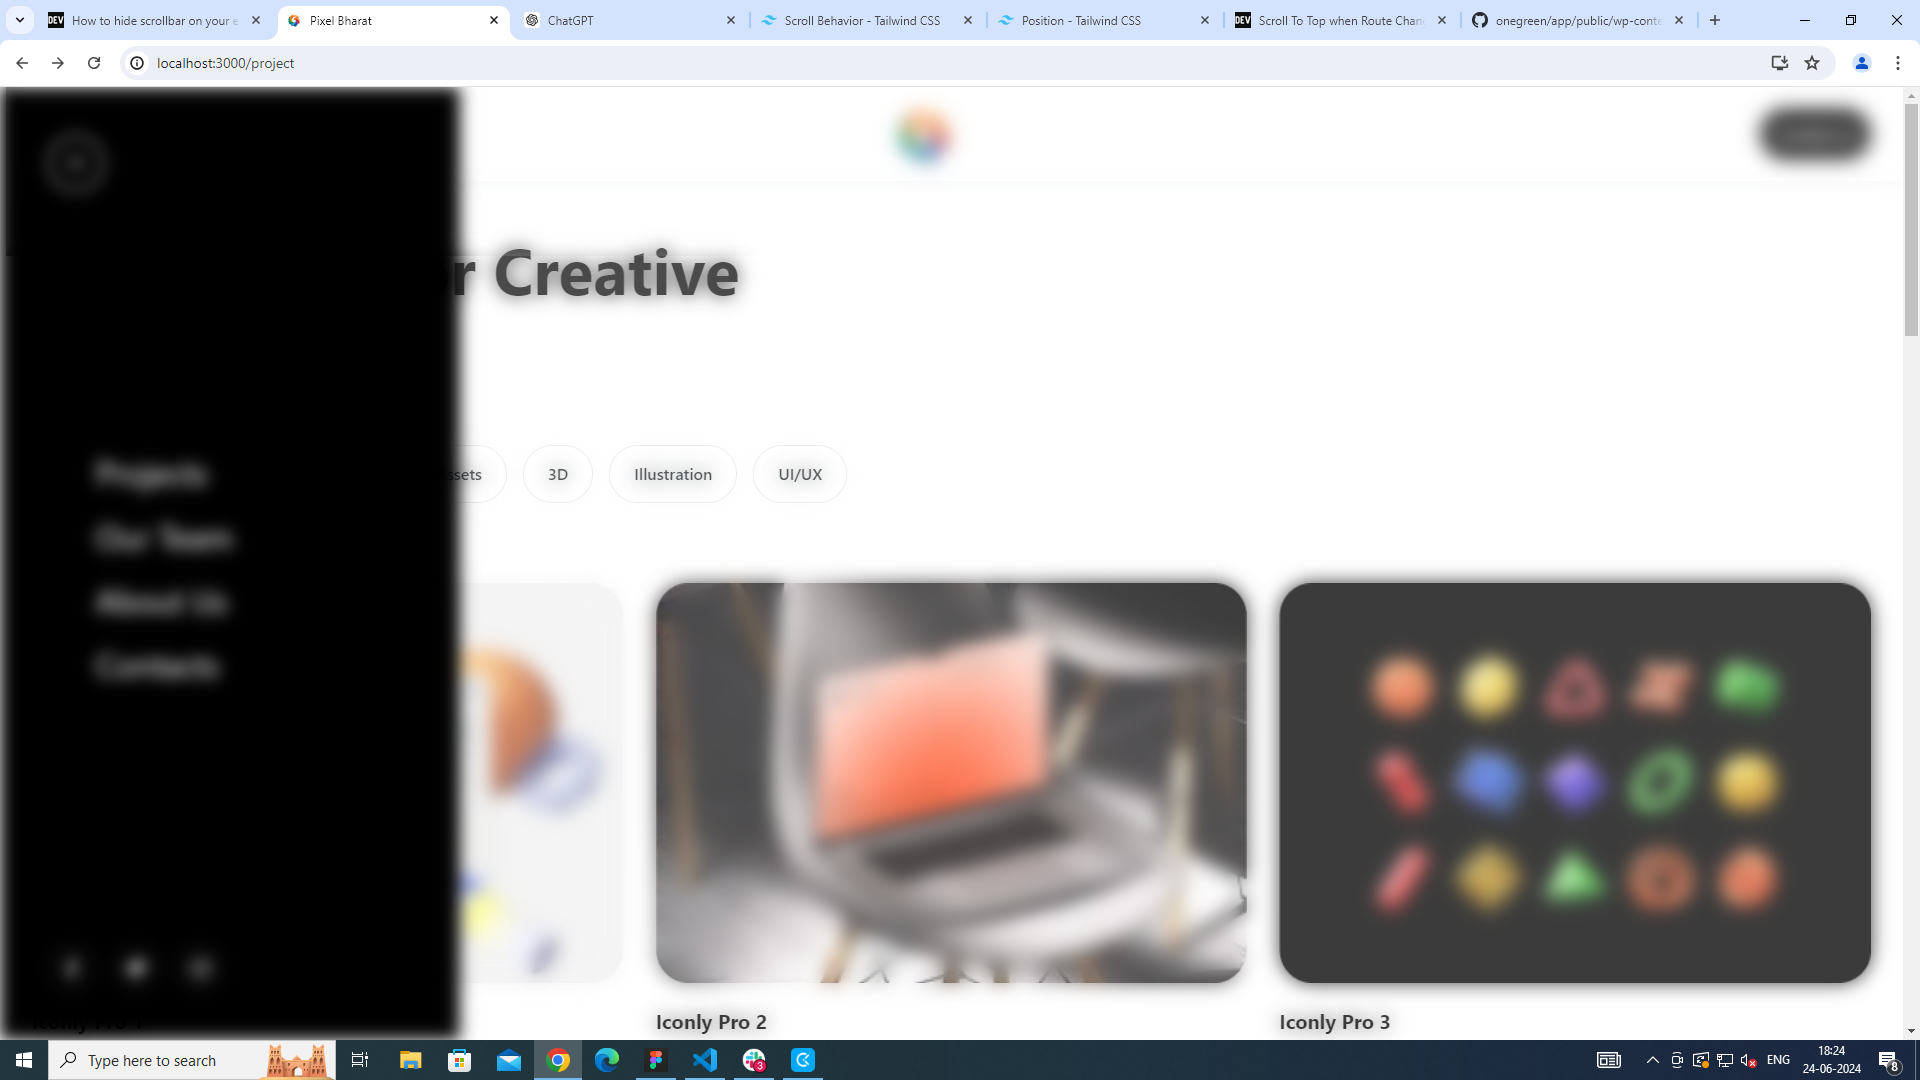 How to hide scrollbar on your e
Pixel Bharat
ChatGPT
Scroll Behavior - Tailwind CSS
Position - Tailwind CSS
Scroll To Top when Route Chan
onegreen/app/public/wp-conte
localhost:3000/project
Creative
3D
Illustration
UI/UX
Projects
Our Team
About Us
Contacts
Iconly Pro 1
Iconly Pro 2
Iconly Pro 3
Type here to search
3
ENG
18:24
24-06-2024
8